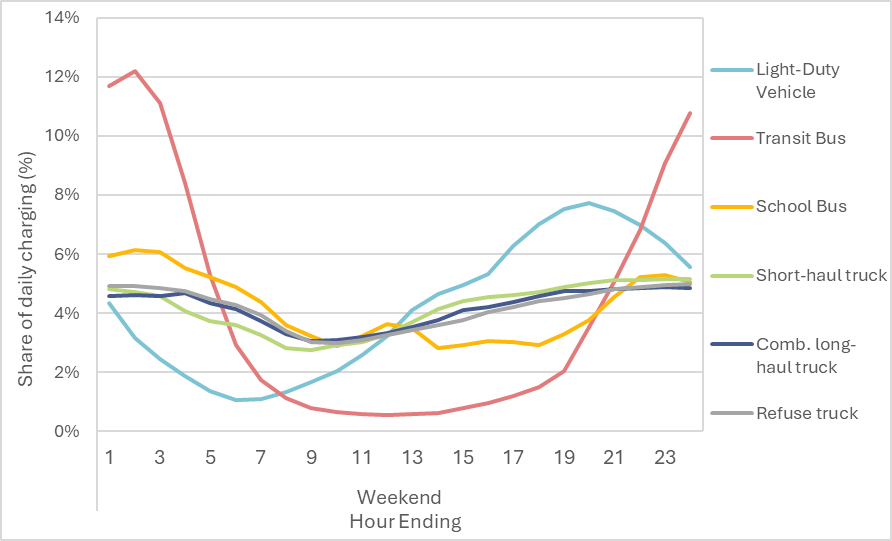 14%
12%
10%
8%
6%
4%
2%
0%
Share of daily charging (%)
1 3 5 7 9 11 13 15 17 19 21 23
Weekend
Hour Ending
Light-Duty
Vehicle
Transit Bus
School Bus
Short-haul truck
Comb. long-
haul truck
Refuse truck